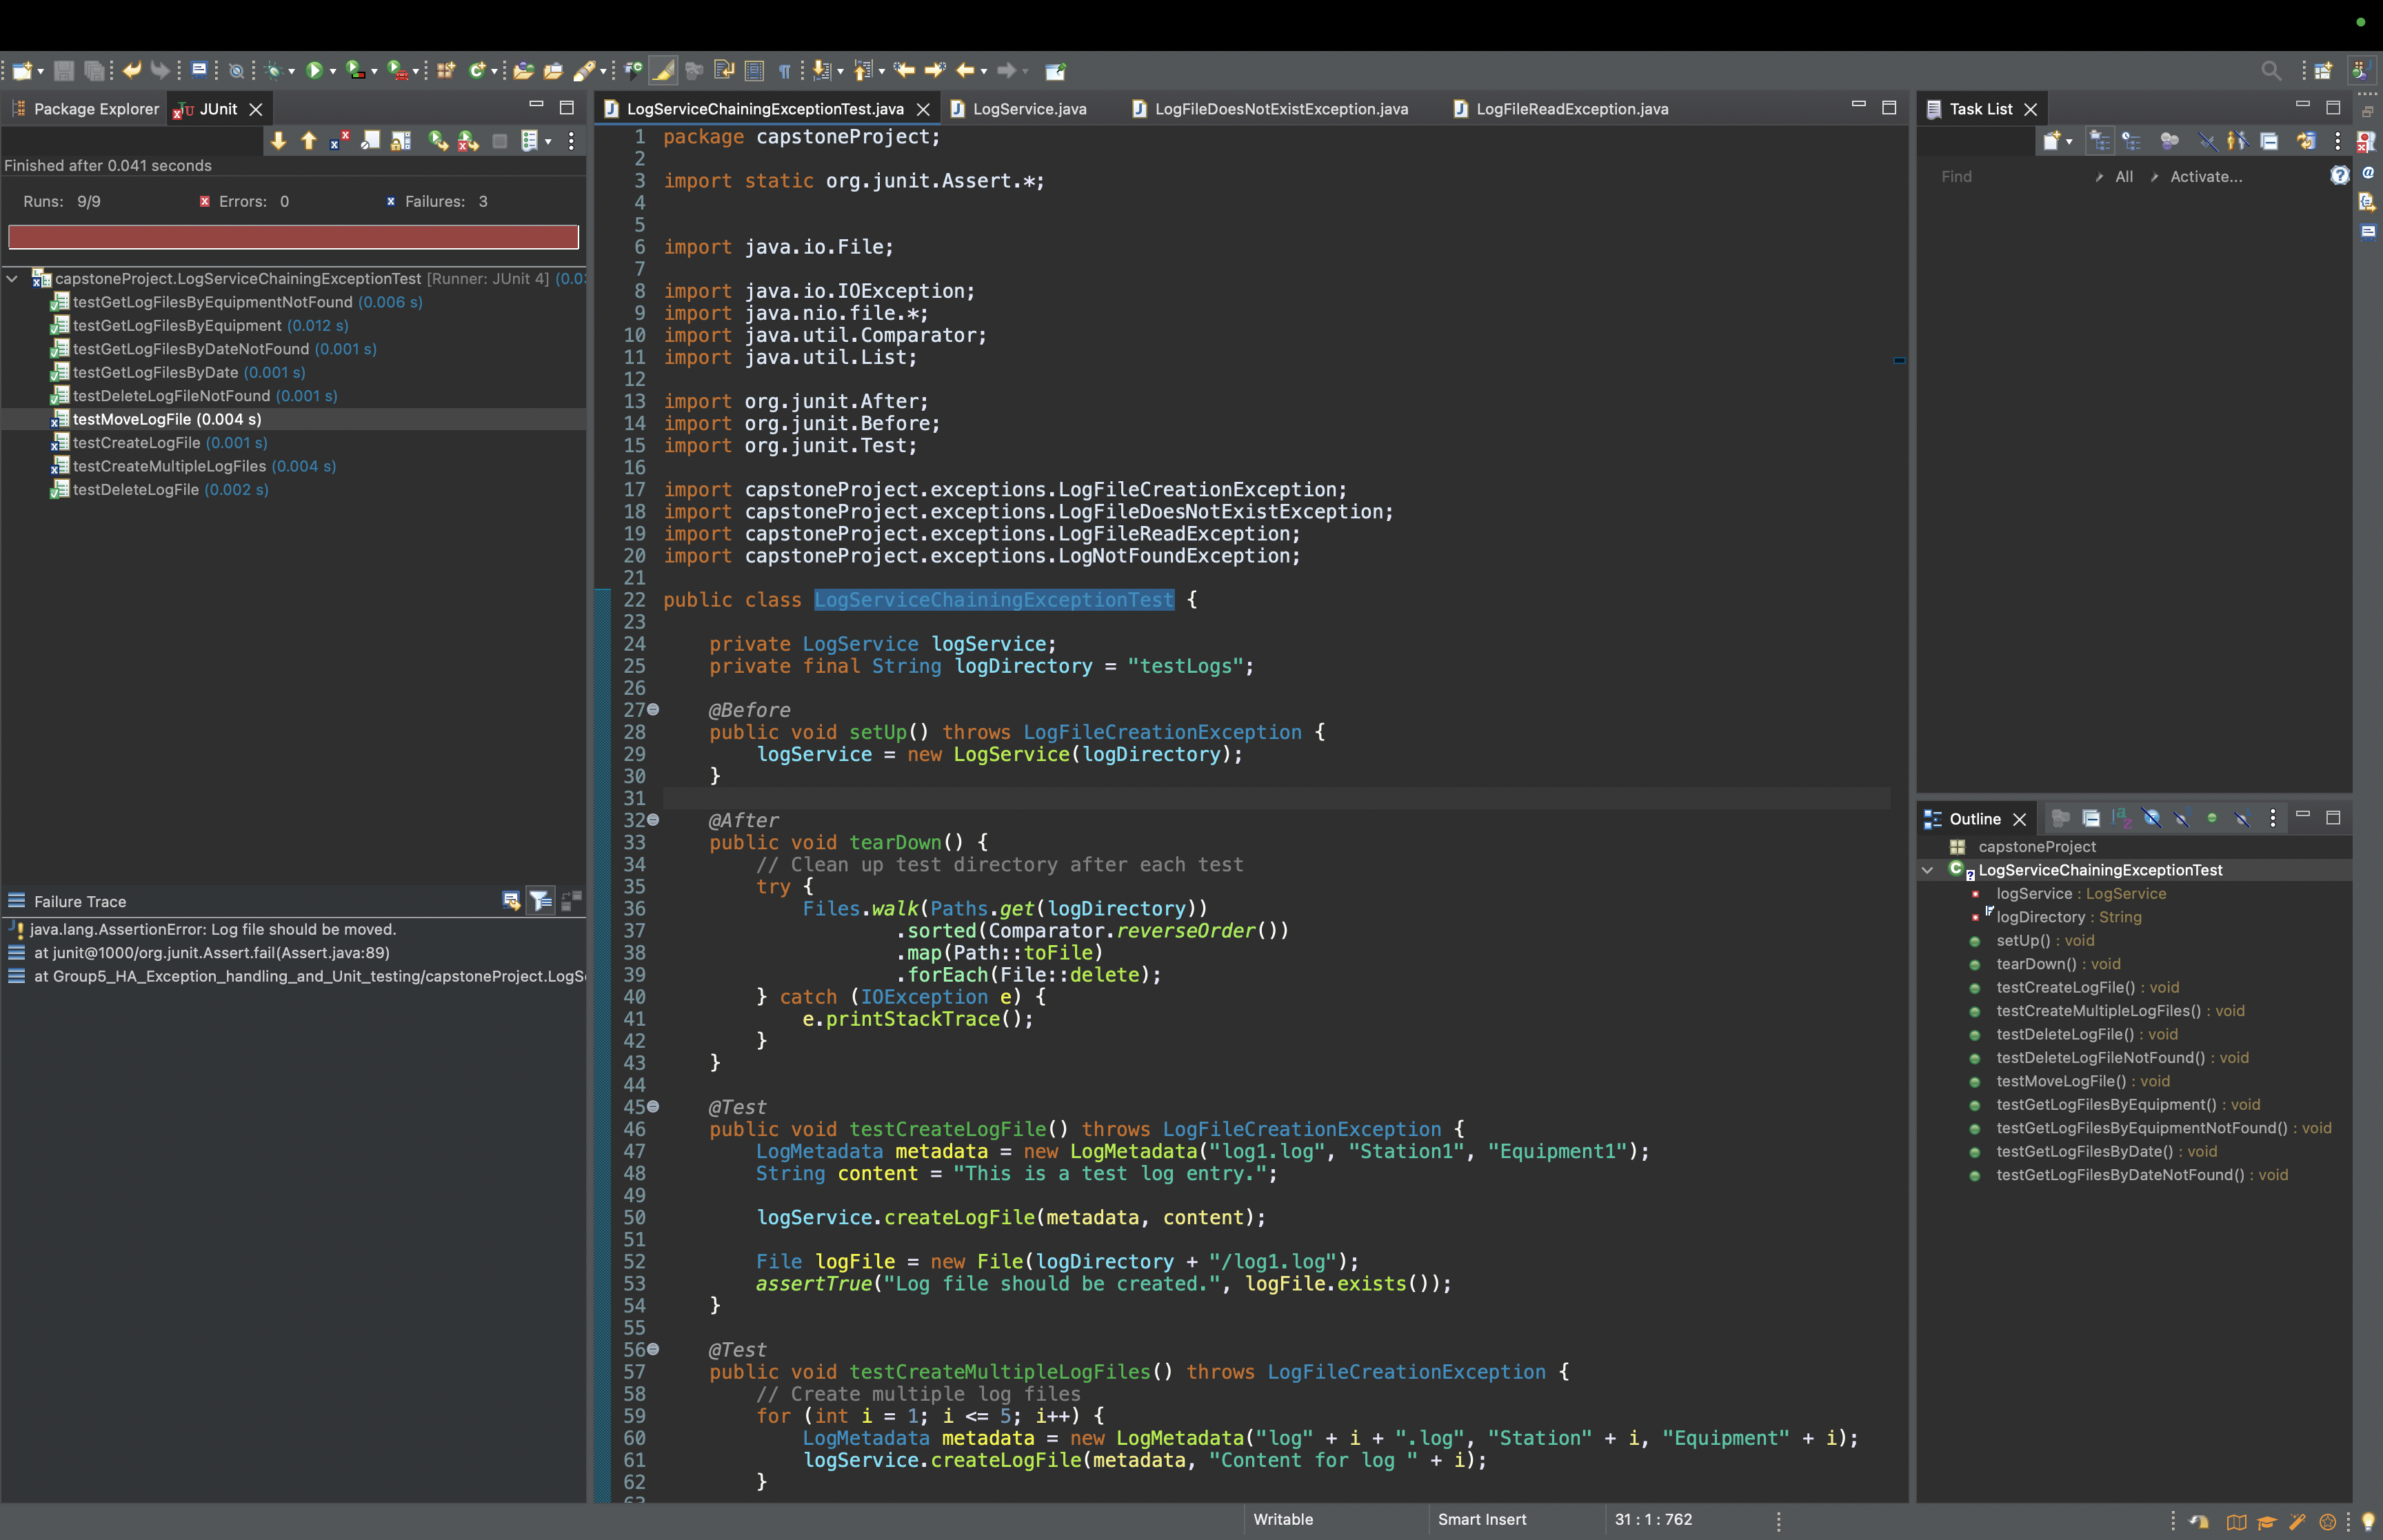 Package Explorer
JUnit
Finished after 0.041 seconds
Runs: 9/9
Errors: 0
Failures: 3
capstoneProject.LogServiceChainingExceptionTest [Runner: JUnit 4]
testGetLogFilesByEquipmentNotFound (0.006 s)
testGetLogFilesByEquipment (0.012 s)
testGetLogFilesByDateNotFound (0.001 s)
testGetLogFilesByDate (0.001 s)
testDeleteLogFileNotFound (0.001 s)
testMoveLogFile (0.004 s)
testCreateLogFile (0.001 s)
testCreateMultipleLogFiles (0.004 s)
testDeleteLogFile (0.002 s)
Failure Trace
java.lang.AssertionError: Log file should be moved.
at junit@1000/org.junit.Assert.fail(Assert.java:89)
at Group5_HA_Exception_handling_and_Unit_testing/capstoneProject.LogS
LogServiceChainingExceptionTest.java
LogService.java
LogFileDoesNotExistException.java
LogFileReadException.java
1 package capstoneProject;
2
3 import static org.junit.Assert.*;
4
5
6 import java.io.File;
7
8 import java.io.IOException;
9 import java.nio.file.*;
10 import java.util.Comparator;
11 import java.util.List;
12
13 import org.junit.After;
14 import org.junit.Before;
15 import org.junit.Test;
16
17 import capstoneProject.exceptions.LogFileCreationException;
18 import capstoneProject.exceptions.LogFileDoesNotExistException;
19 import capstoneProject.exceptions.LogFileReadException;
20 import capstoneProject.exceptions.LogNotFoundException;
21
22 public class LogServiceChainingExceptionTest {
23
24 private LogService logService;
25 private final String logDirectory = "testLogs";
26
27 @Before
28 public void setUp() throws LogFileCreationException {
29 logService = new LogService(logDirectory);
30 }
31
32 @After
33 public void tearDown() {
34 // Clean up test directory after each test
35 try {
36 Files.walk(Paths.get(logDirectory))
37 .sorted(Comparator.reverseOrder())
38 .map(Path::toFile)
39 .forEach(File::delete);
40 } catch (IOException e) {
41 e.printStackTrace();
42 }
43 }
44
45 @Test
46 public void testCreateLogFile() throws LogFileCreationException {
47 LogMetadata metadata = new LogMetadata("log1.log", "Station1", "Equipment1");
48 String content = "This is a test log entry.";
49
50 logService.createLogFile(metadata, content);
51
52 File logFile = new File(logDirectory + "/log1.log");
53 assertTrue("Log file should be created.", logFile.exists());
54 }
55
56 @Test
57 public void testCreateMultipleLogFiles() throws LogFileCreationException {
58 // Create multiple log files
59 for (int i = 1; i <= 5; i++) {
60 LogMetadata metadata = new LogMetadata("log" + i + ".log", "Station" + i, "Equipment" + i);
61 logService.createLogFile(metadata, "Content for log " + i);
62 }
Task List
Find
All
Activate...
Outline
capstoneProject
LogServiceChainingExceptionTest
logService : LogService
logDirectory : String
setUp() : void
tearDown() : void
testCreateLogFile() : void
testCreateMultipleLogFiles() : void
testDeleteLogFile() : void
testDeleteLogFileNotFound() : void
testMoveLogFile() : void
testGetLogFilesByEquipment() : void
testGetLogFilesByEquipmentNotFound() : void
testGetLogFilesByDate() : void
testGetLogFilesByDateNotFound() : void
Writable
Smart Insert
31 : 1 : 762